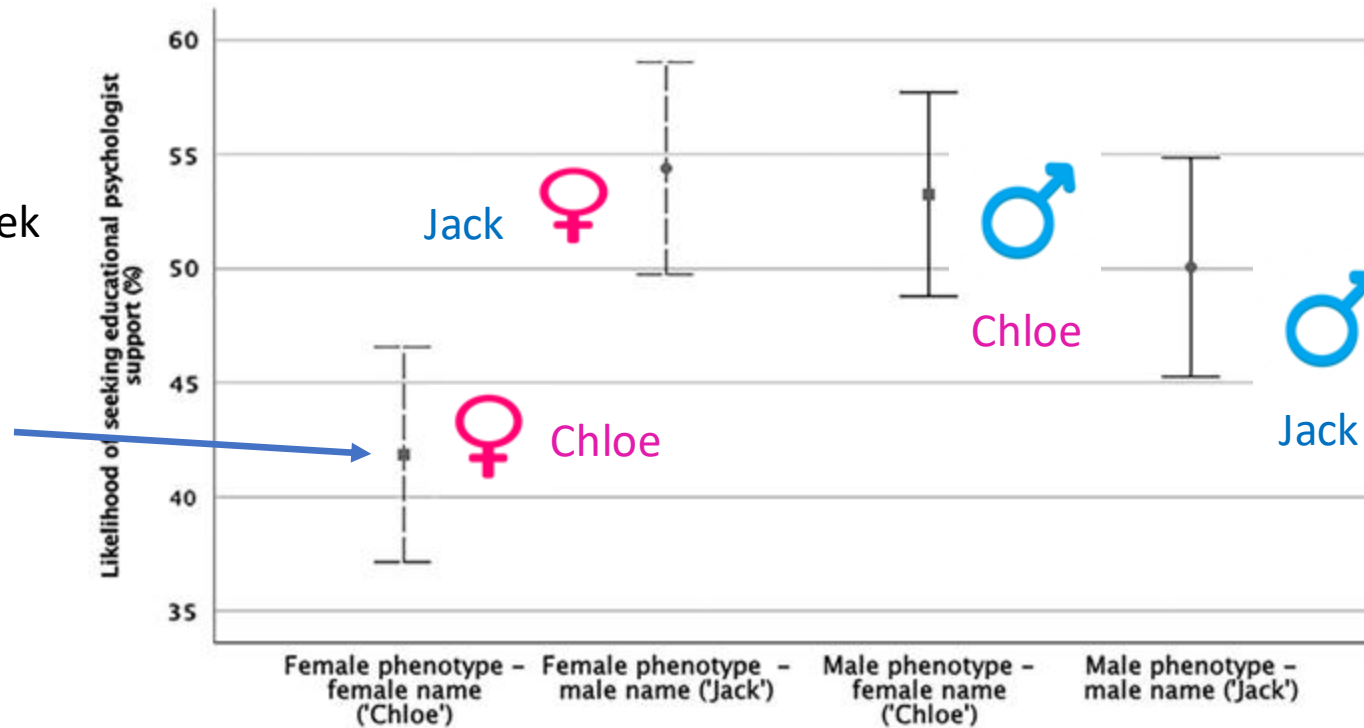 60
55
50
45
40
35
Likelihood of seeking educational psychologist
support (%)
Jack
Chloe
Chloe
Jack
Female phenotype –
female name
('Chloe')
Female phenotype –
male name ('Jack')
Male phenotype –
female name
('Chloe')
Male phenotype –
male name ('Jack')